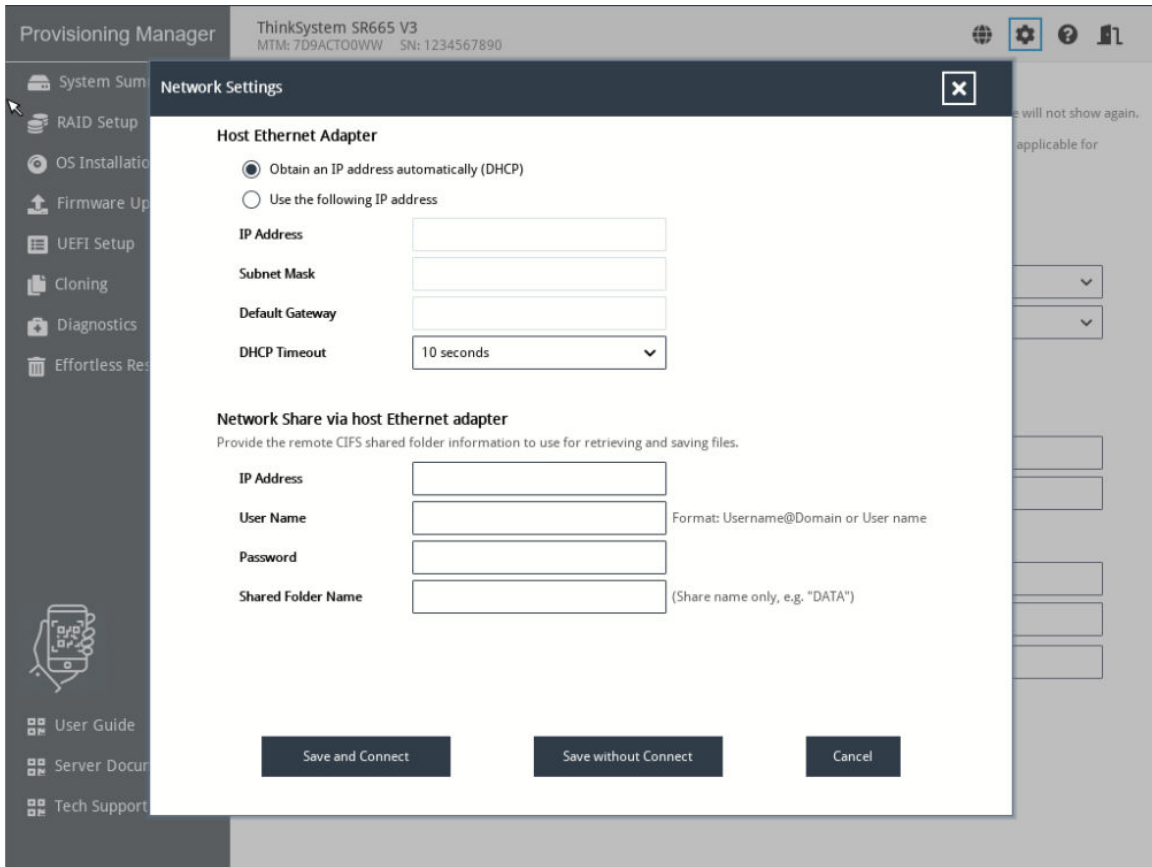 Provisioning Manager
ThinkSystem SR665 V3
MTM: 7D9ACTO0WW SN: 1234567890
System Sum
RAID Setup
OS Installatio
Firmware Up
UEFI Setup
Cloning
Diagnostics
Effortless Res
User Guide
Server Docur
Tech Support
e will not show again.
applicable for
Network Settings
Host Ethernet Adapter
Obtain an IP address automatically (DHCP)
Use the following IP address
IP Address
Subnet Mask
Default Gateway
DHCP Timeout 10 seconds
Network Share via host Ethernet adapter
Provide the remote CIFS shared folder information to use for retrieving and saving files.
IP Address
User Name Format: Username@Domain or User name
Password
Shared Folder Name (Share name only, e.g. "DATA")
Save and Connect Save without Connect Cancel